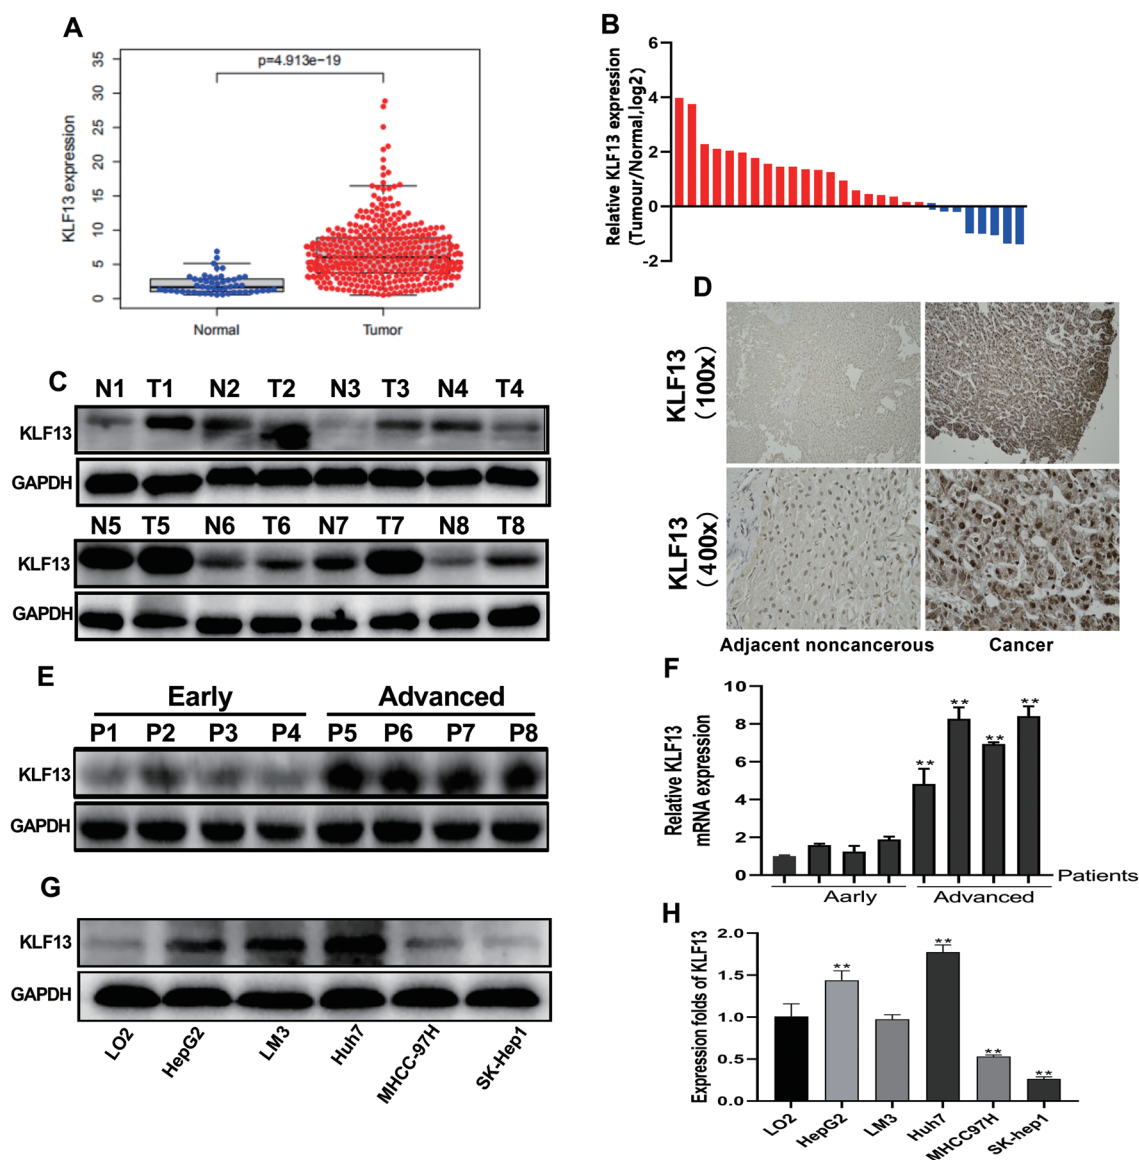 A
p=4.913e−19
KLF13 expression
35
30
25
20
15
10
5
0
Normal Tumor
B
Relative KLF13 expression
(Tumour/Normal,log2)
6
4
2
0
-2
C
N1 T1 N2 T2 N3 T3 N4 T4
KLF13
GAPDH
N5 T5 N6 T6 N7 T7 N8 T8
KLF13
GAPDH
D
KLF13
(100x)
KLF13
(400x)
Adjacent noncancerous Cancer
E
Early Advanced
P1 P2 P3 P4 P5 P6 P7 P8
KLF13
GAPDH
F
Relative KLF13
mRNA expression
10
8
6
4
2
0
** ** ** **
Patients
Aarly Advanced
G
KLF13
GAPDH
LO2 HepG2 LM3 Huh7 MHCC-97H SK-Hep1
H
Expression folds of KLF13
2.0
1.5
1.0
0.5
0.0
** ** ** **
LO2 HepG2 LM3 Huh7 MHCC97H SK-hep1